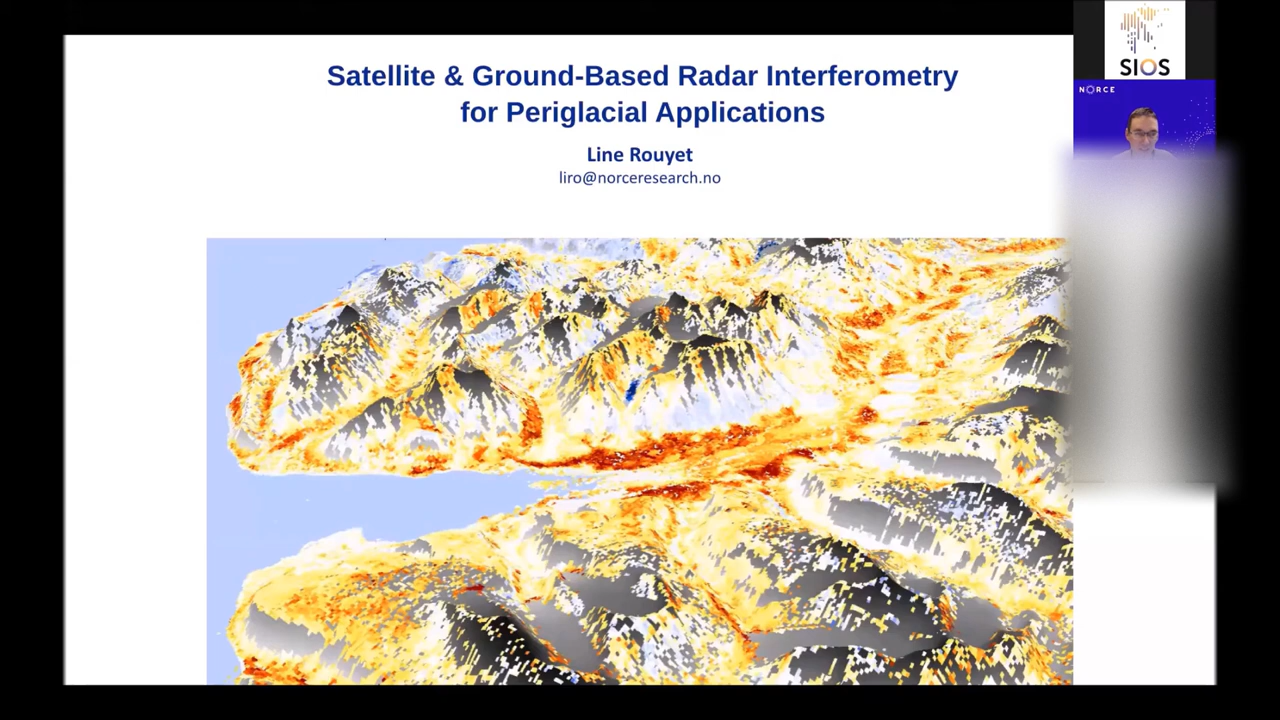 Satellite & Ground-Based Radar Interferometry
for Periglacial Applications
Line Rouyet
liro@norceresearch.no
SIOS
NORCE